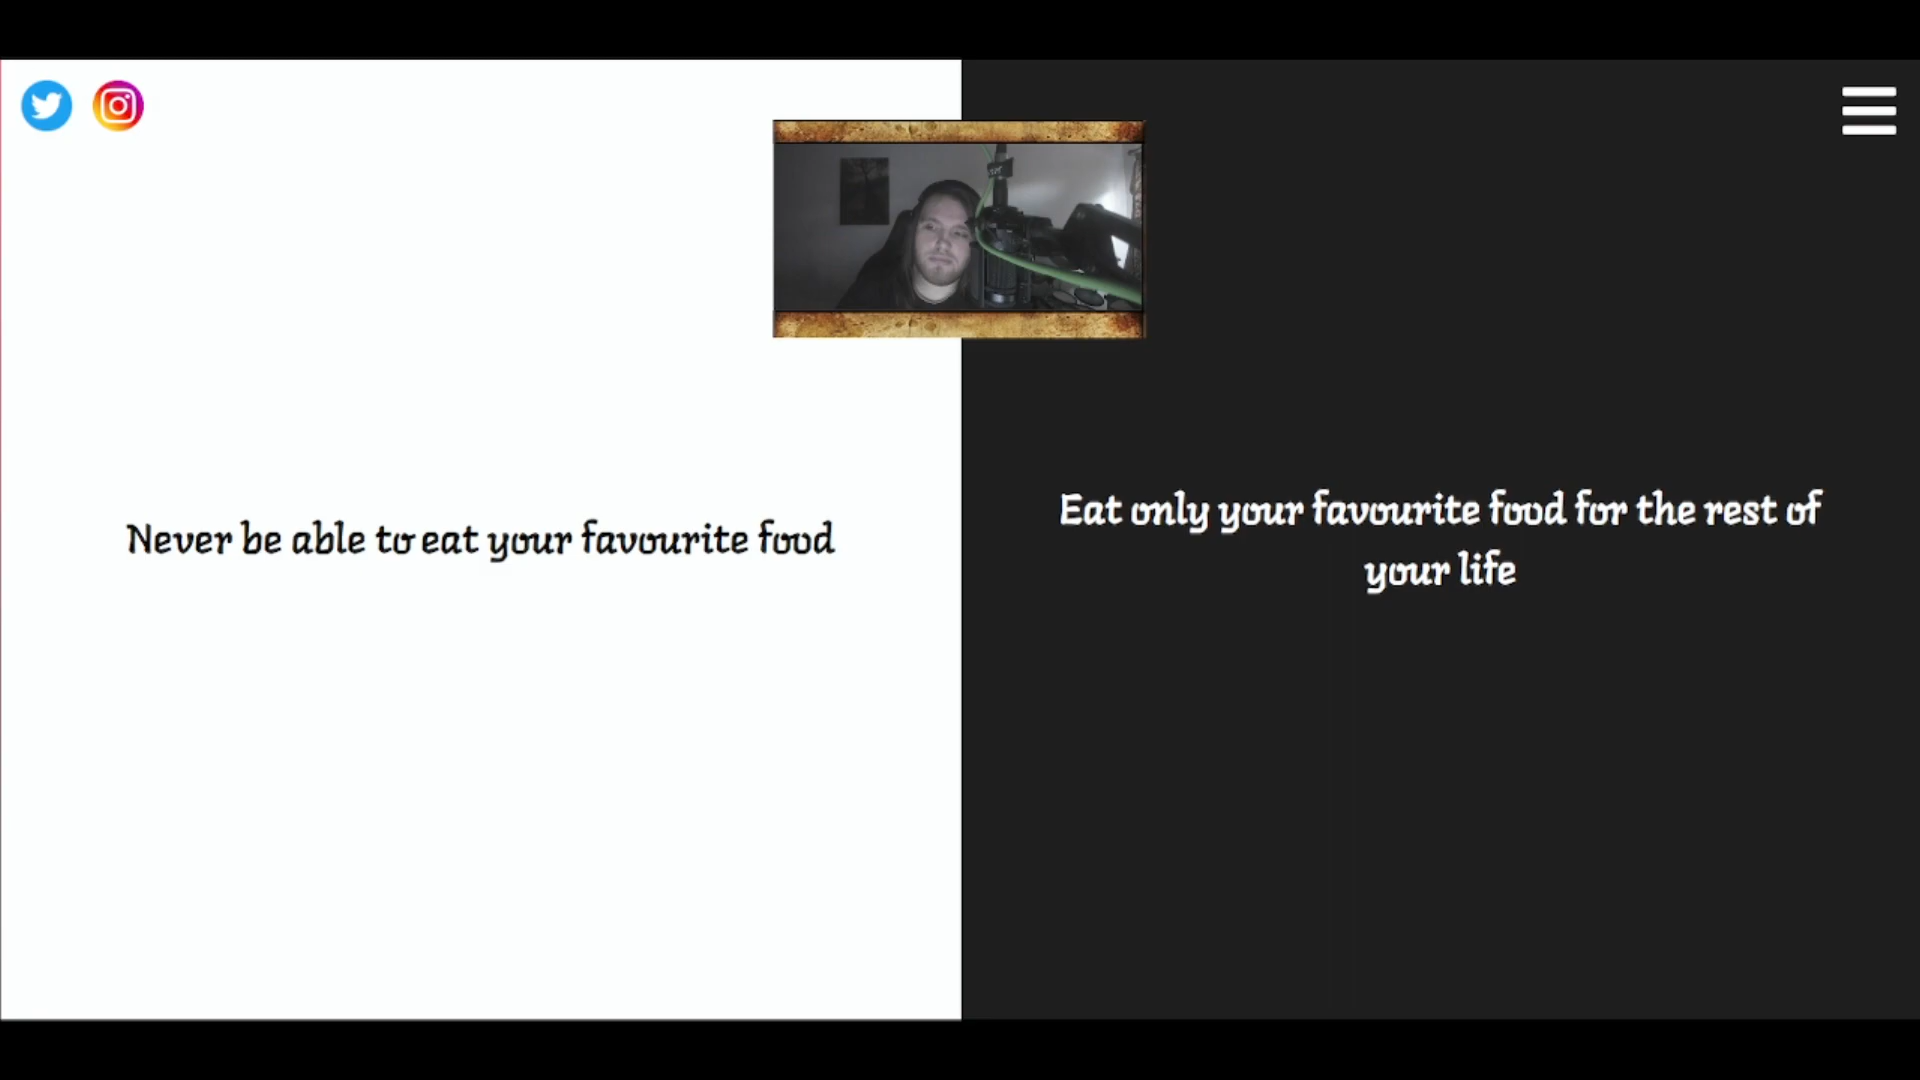 Never be able to eat your favourite food
Eat only your favourite food for the rest of
your life